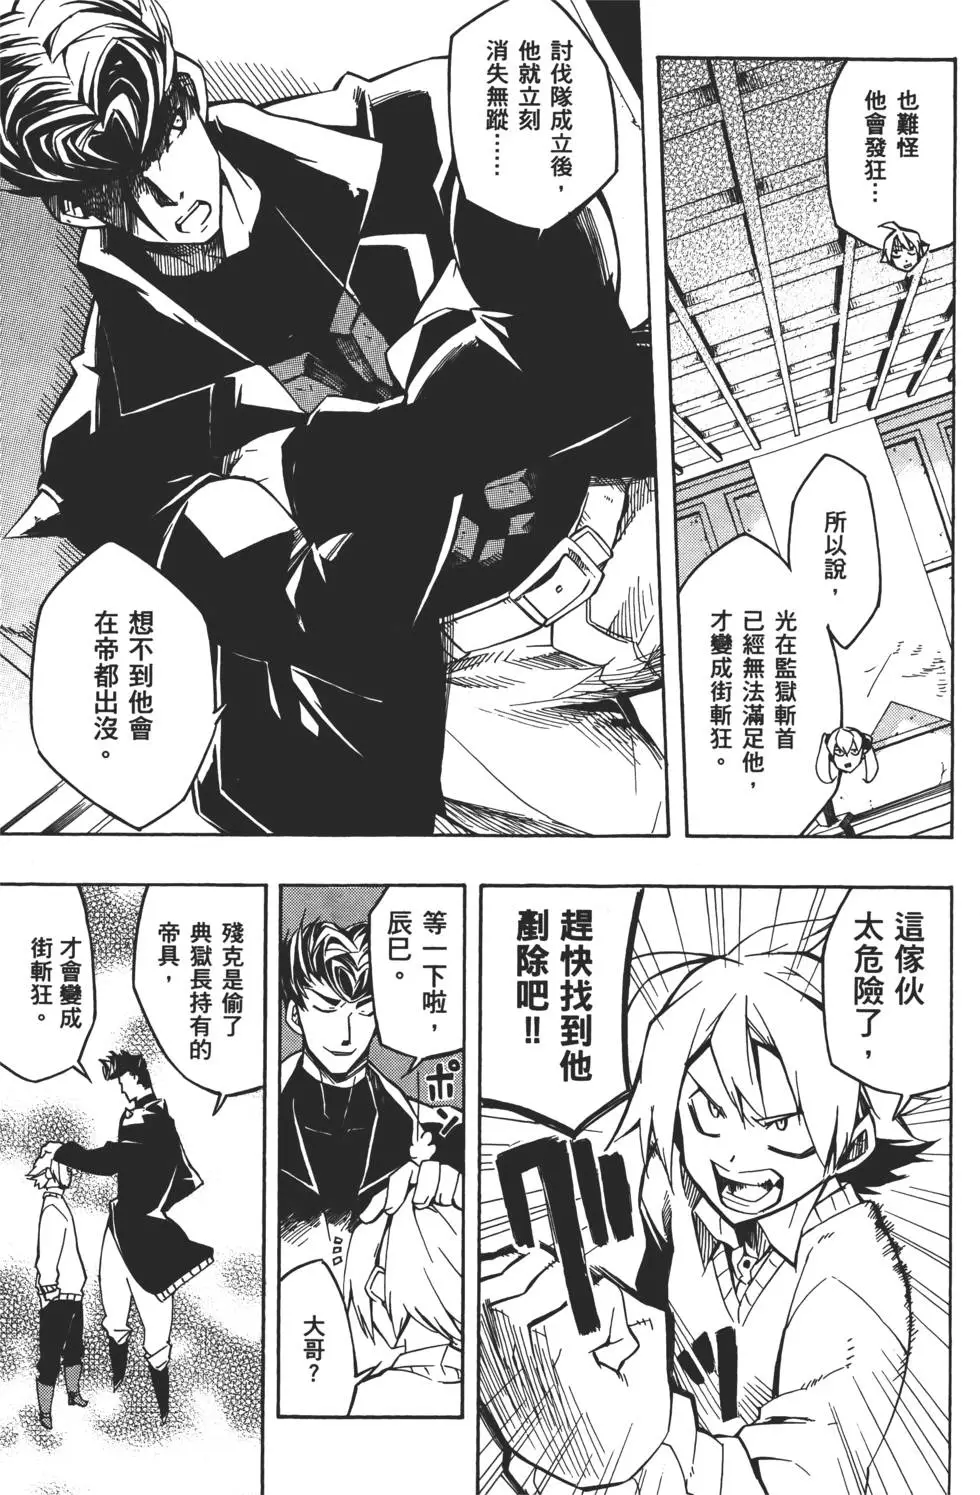 也難怪
他會發狂…
所以說，
光在監獄斬首
已經無法滿足他，
才變成街斬狂。
討伐隊成立後，
他就立刻
消失無蹤……
想不到他會
在帝都出沒。
這傢伙
太危險了，
趕快找到他
剷除吧!!
等一下啦，
辰巳。
ポン
大哥？
殘克是偷了
典獄長持有的
帝具，
才會變成
街斬狂。